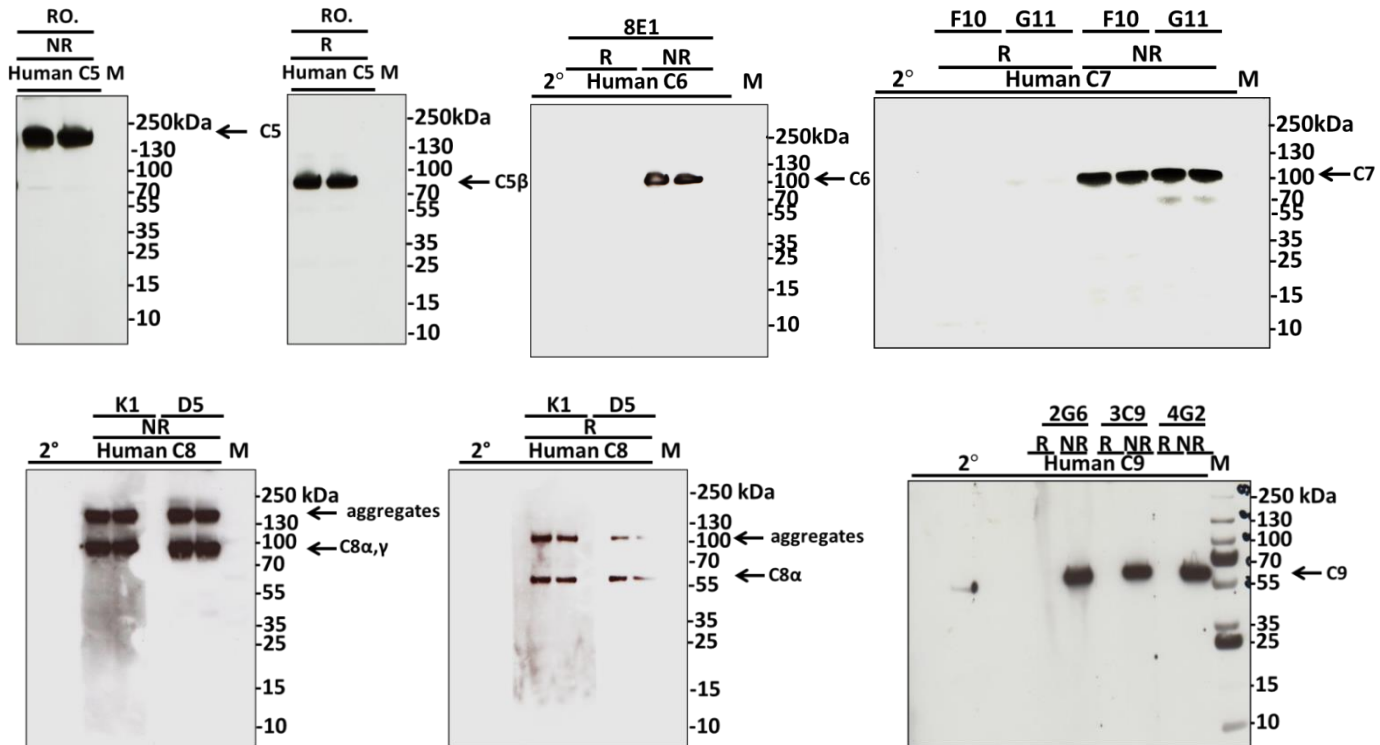 RO.
NR
Human C5 M
-250kDa
-130
-100
-70
-55
-35
-25
-15
-10
C5
RO.
R
Human C5 M
-250kDa
-130
-100
-70
-55
-35
-25
-15
-10
C5β
8E1
R NR
2° Human C6 M
-250kDa
-130
-100
-70
-55
-35
-25
-15
-10
C6
F10 G11 F10 G11
R NR
2° Human C7 M
-250kDa
-130
-100
-70
-55
-35
-25
-15
-10
C7
K1 D5
NR
2° Human C8 M
-250 kDa
-130
-100
-70
-55
-35
-25
-15
-10
aggregates
C8α,γ
K1 D5
R
2° Human C8 M
-250 kDa
-130
-100
-70
-55
-35
-25
-15
-10
aggregates
C8α
2G6 3C9 4G2
R NR R NR R NR
2° Human C9 M
-250 kDa
-130
-100
-70
-55
-35
-25
-15
-10
C9